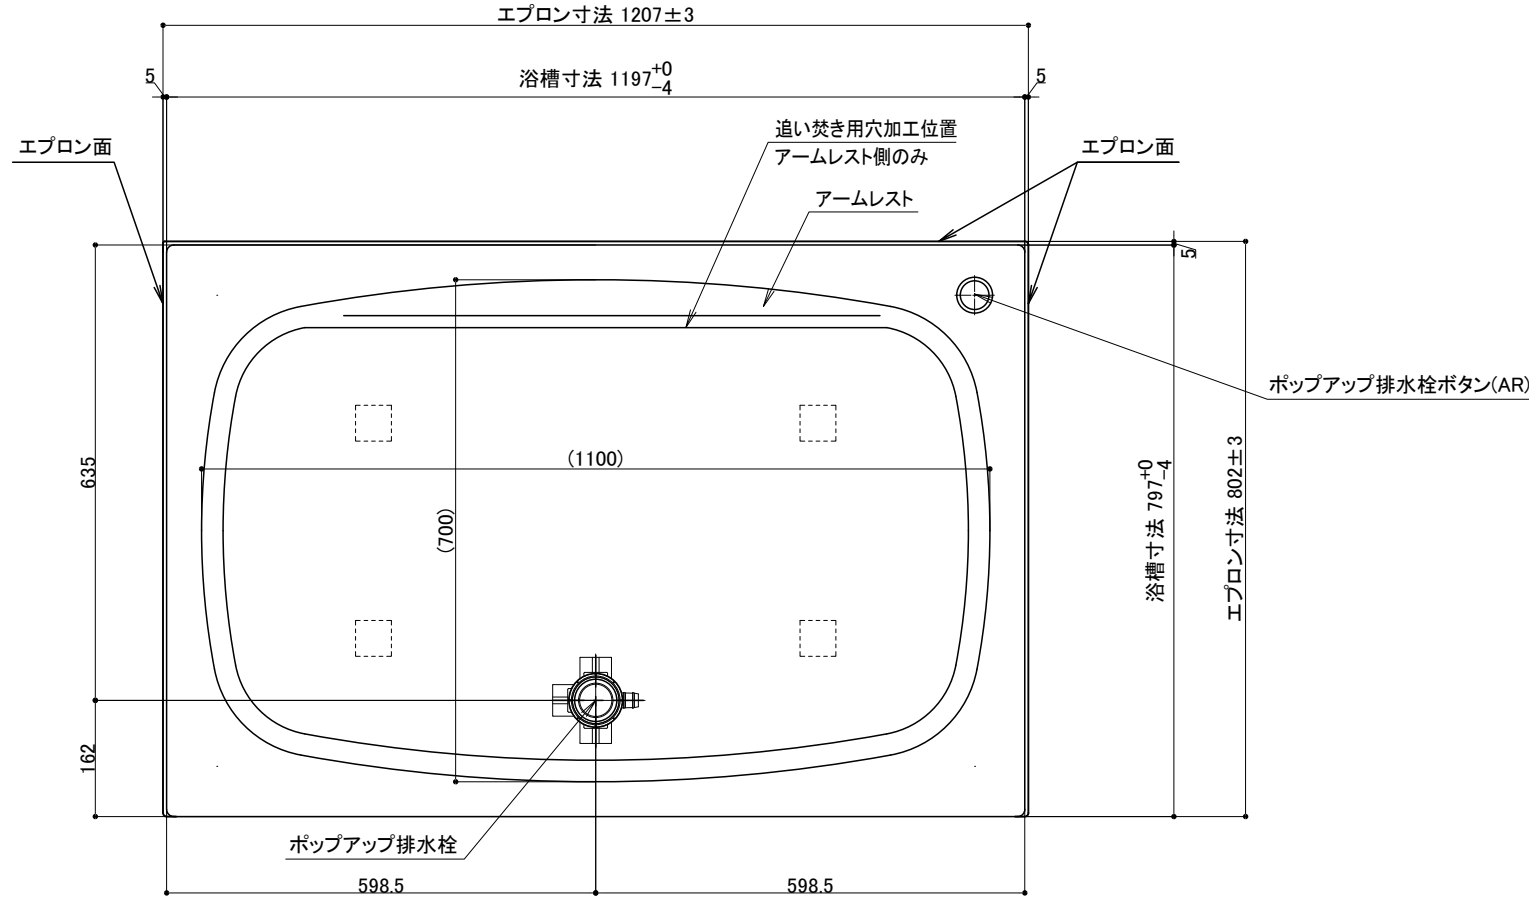 エプロン寸法 1207±3
浴槽寸法 1197+0-4
5
5
追い焚き用穴加工位置
アームレスト側のみ
エプロン面
エプロン面
アームレスト
5
ポップアップ排水栓ボタン(AR)
(1100)
635
(700)
浴槽寸法 797+0-4
エプロン寸法 802±3
162
ポップアップ排水栓
598.5
598.5